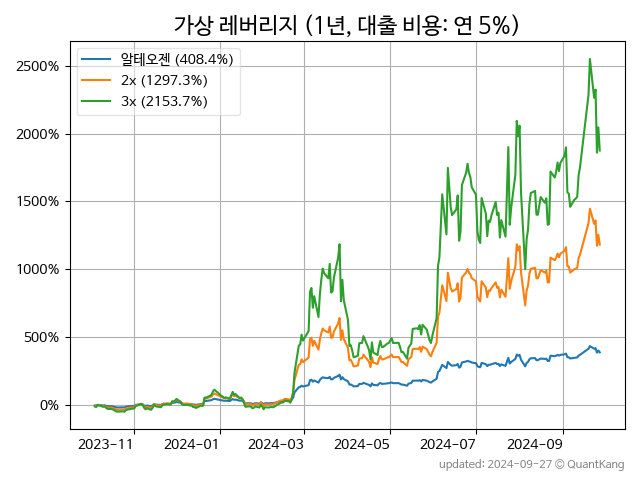 가상 레버리지 (1년, 대출 비용: 연 5%)
알테오젠 (408.4%)
2x (1297.3%)
3x (2153.7%)
2500%
2000%
1500%
1000%
500%
0%
2023-11 2024-01 2024-03 2024-05 2024-07 2024-09
updated: 2024-09-27 © QuantKang